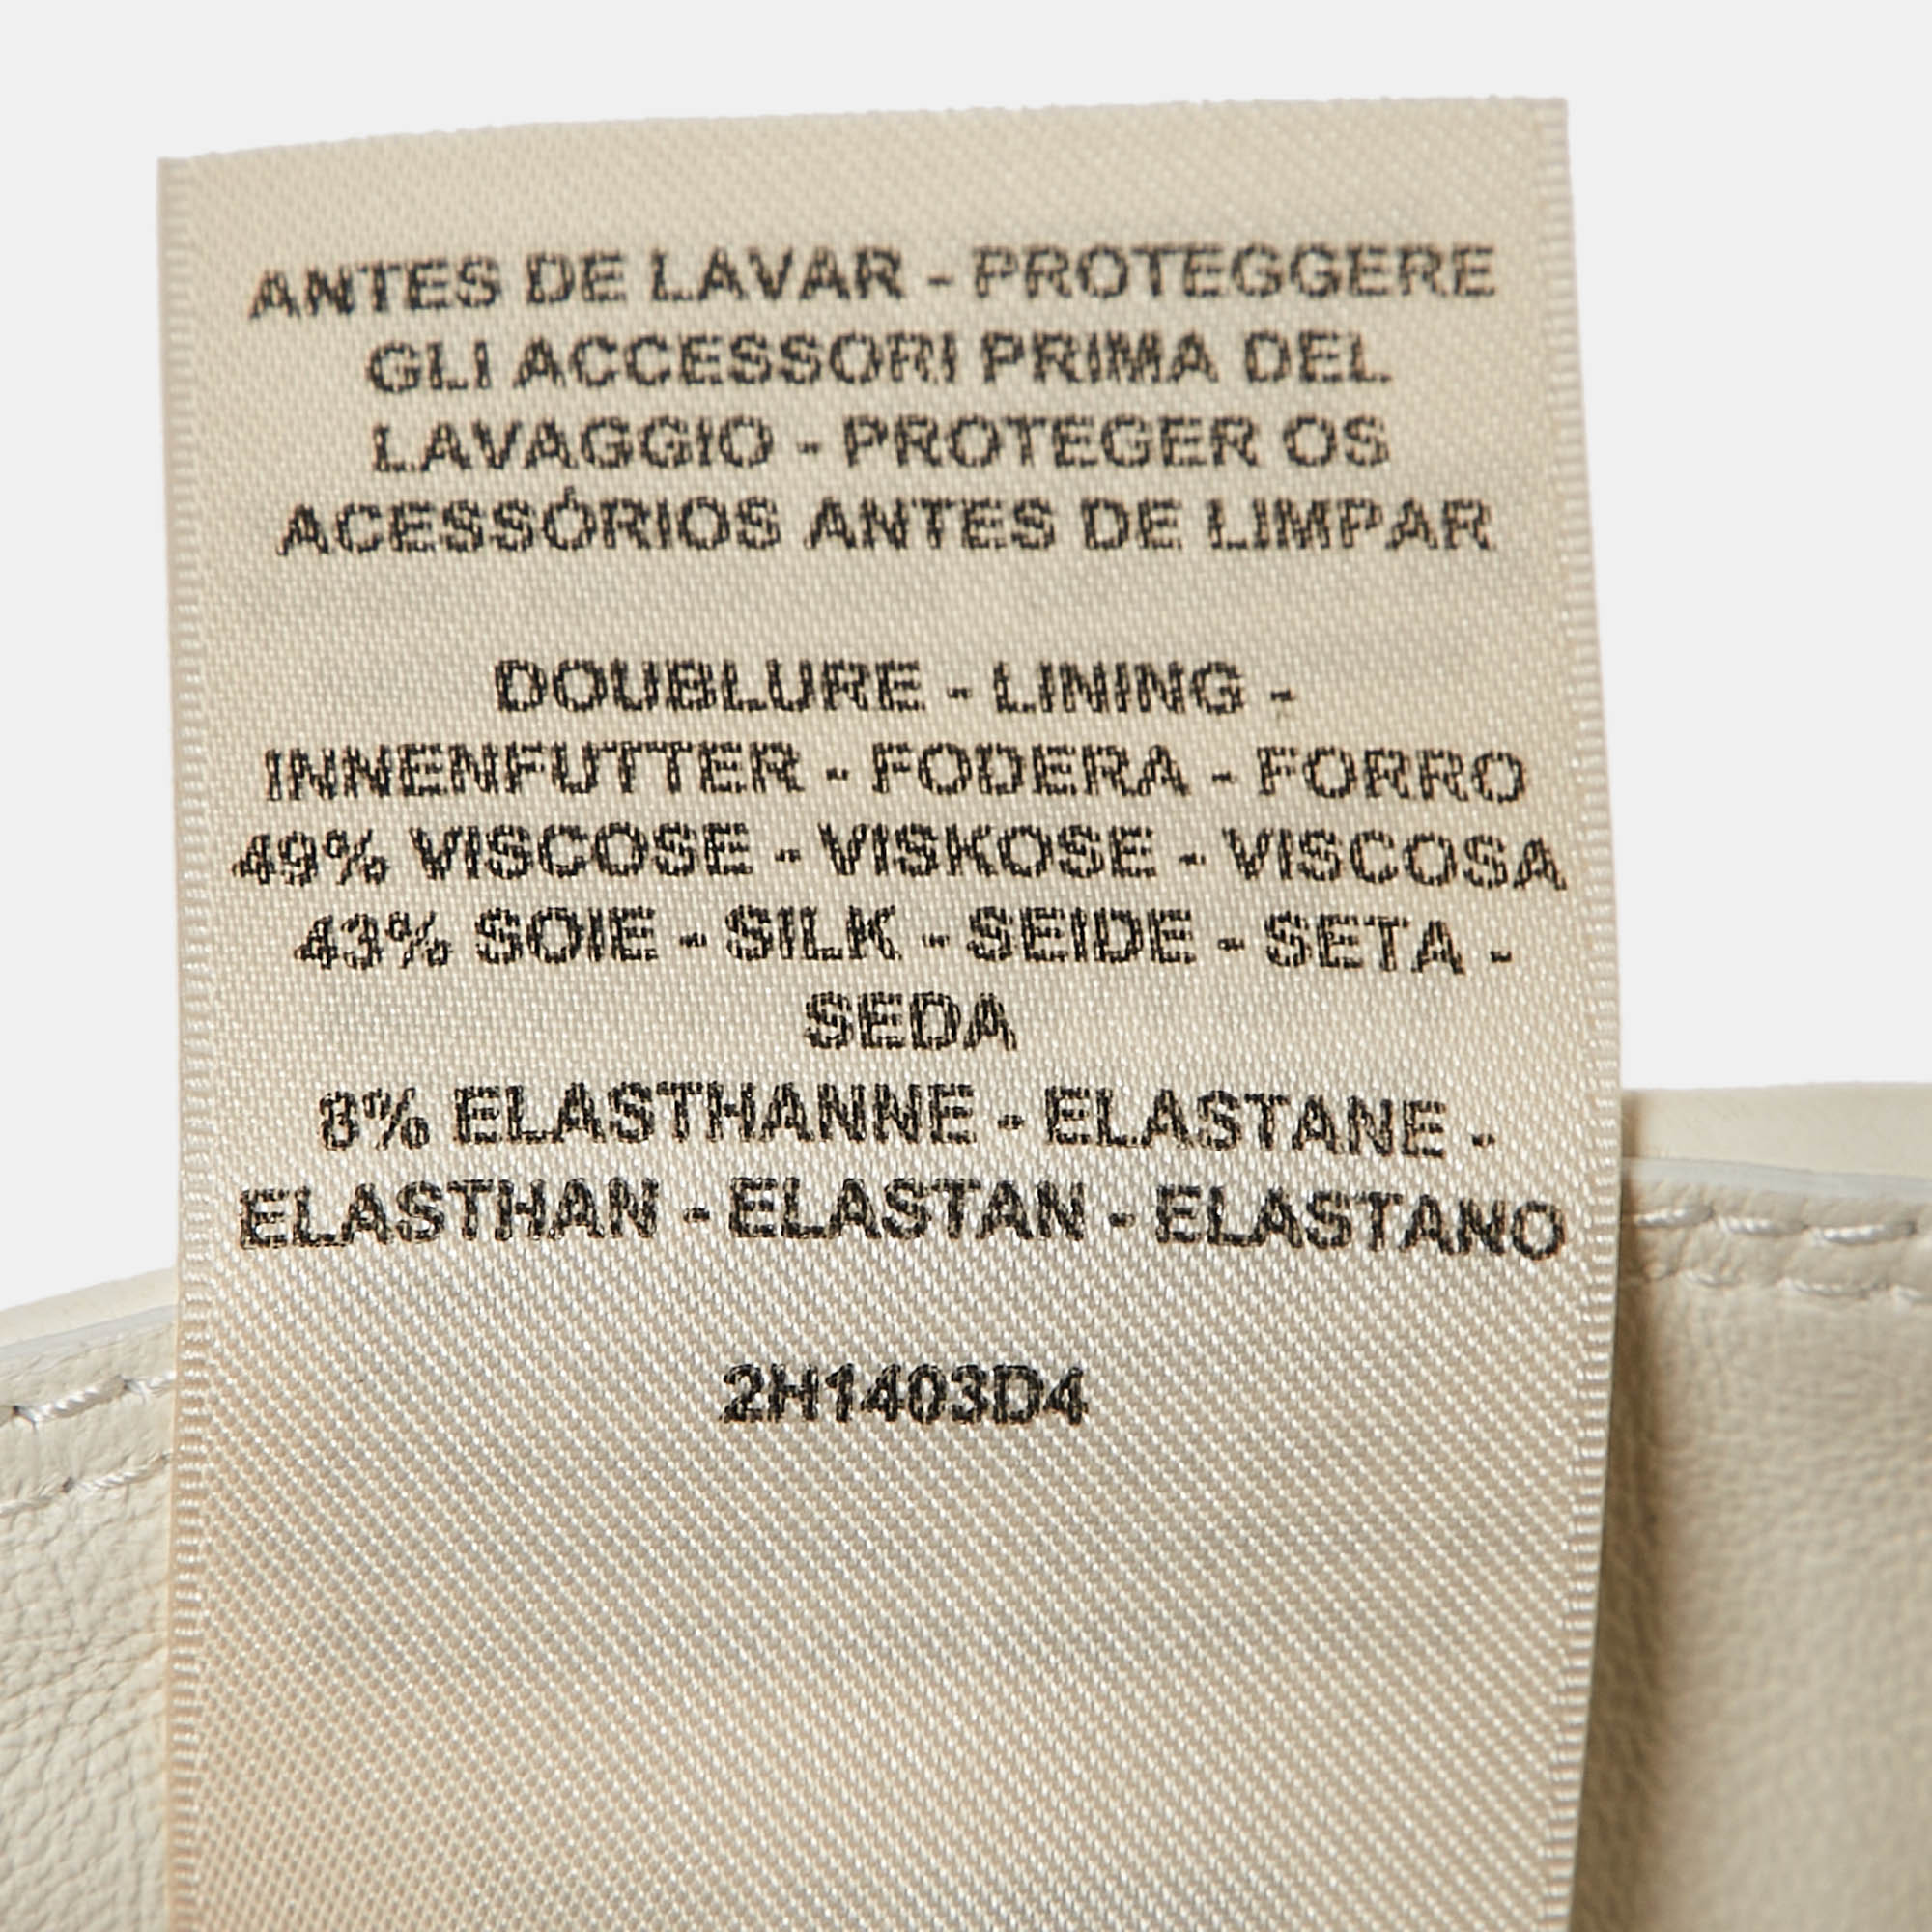 ANTES DE LAVAR - PROTEGGERE
GLI ACCESSORI PRIMA DEL
LAVAGGIO - PROTEGER OS
ACESSÓRIOS ANTES DE LIMPAR
DOUBLURE - LINING -
INNENFUTTER - FODERA - FORRO
49% VISCOSE - VISKOSE - VISCOSA
43% SOIE - SILK - SEIDE - SETA -
SEDA
8% ELASTHANNE - ELASTANE -
ELASTHAN - ELASTAN - ELASTANO
2H1403D4